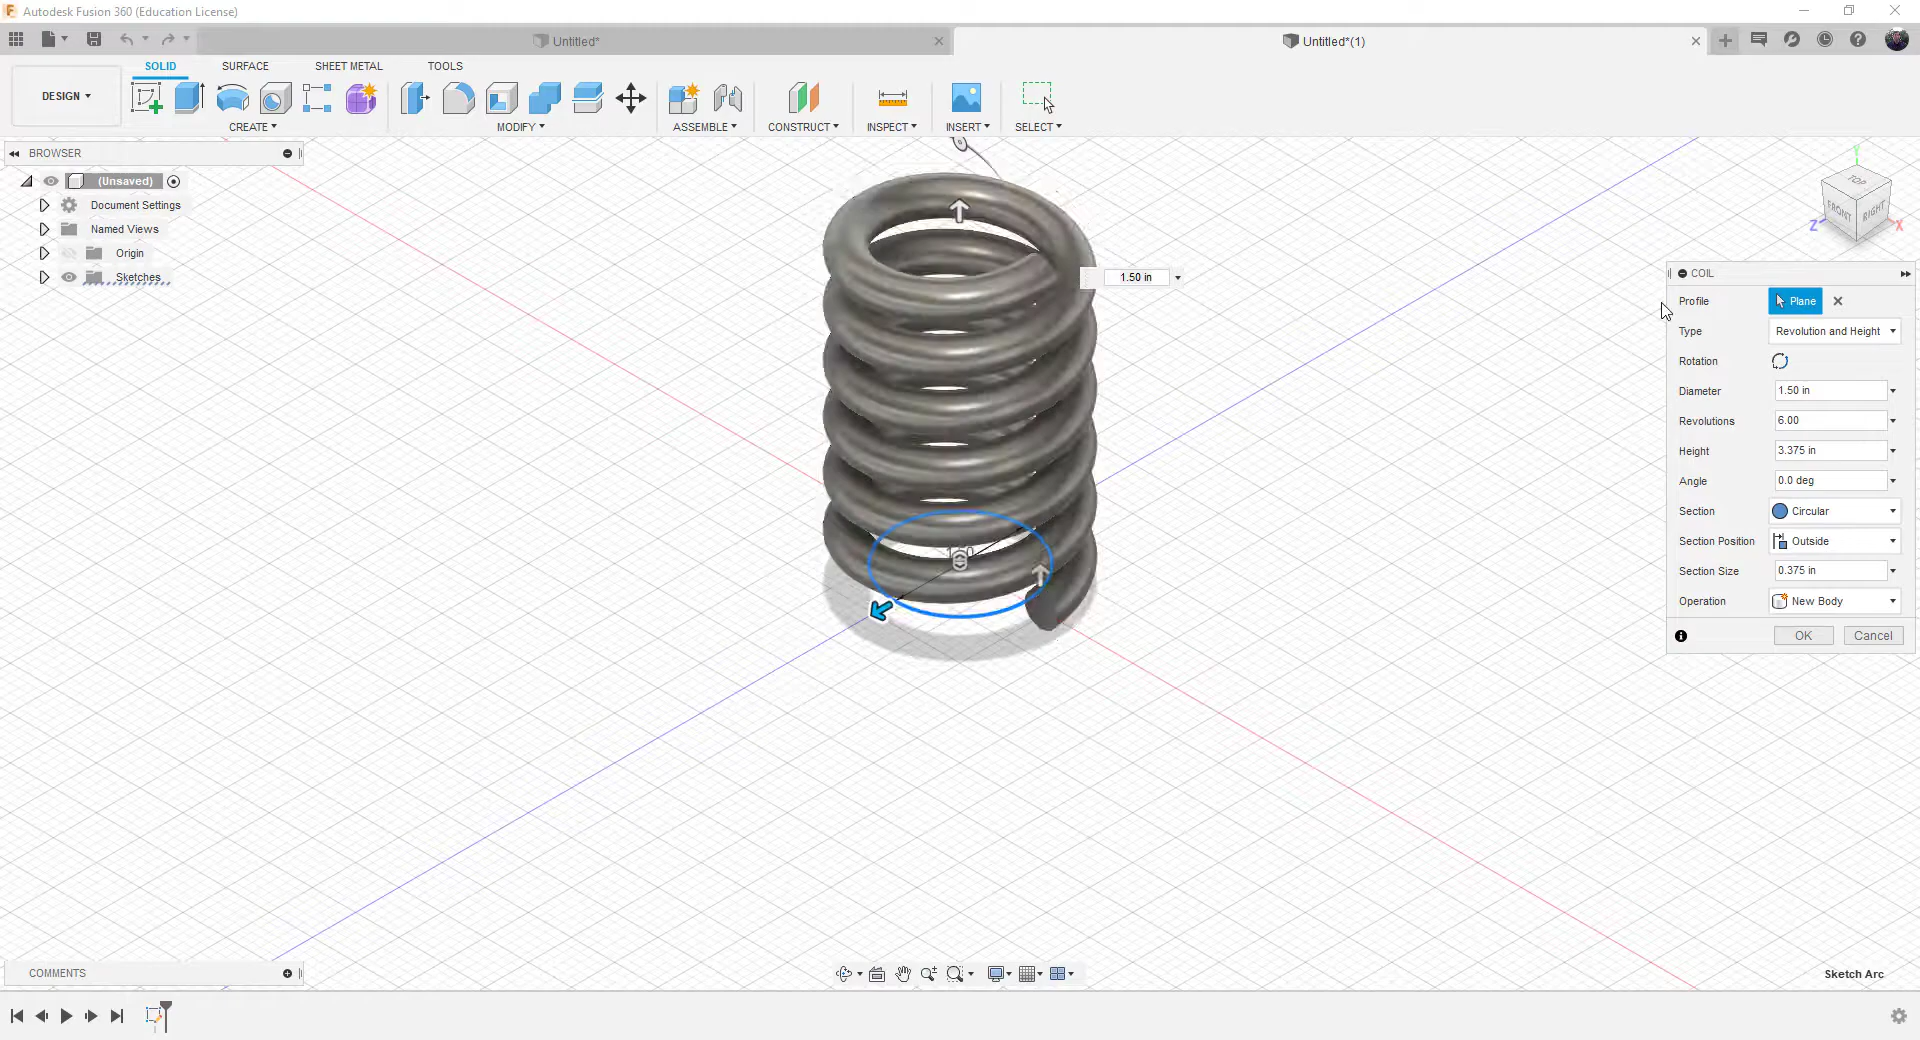 Autodesk Fusion 360 (Education License)
Untitled*
Untitled*(1)
DESIGN
SOLID
SURFACE
SHEET METAL
TOOLS
CREATE
MODIFY
ASSEMBLE
CONSTRUCT
INSPECT
INSERT
SELECT
BROWSER
(Unsaved)
Document Settings
Named Views
Origin
Sketches
1.50 in
Y
TOP
FRONT
RIGHT
Z
X
COIL
Profile Plane
Type Revolution and Height
Rotation
Diameter 1.50 in
Revolutions 6.00
Height 3.375 in
Angle 0.0 deg
Section Circular
Section Position Outside
Section Size 0.375 in
Operation New Body
OK Cancel
COMMENTS
Sketch Arc